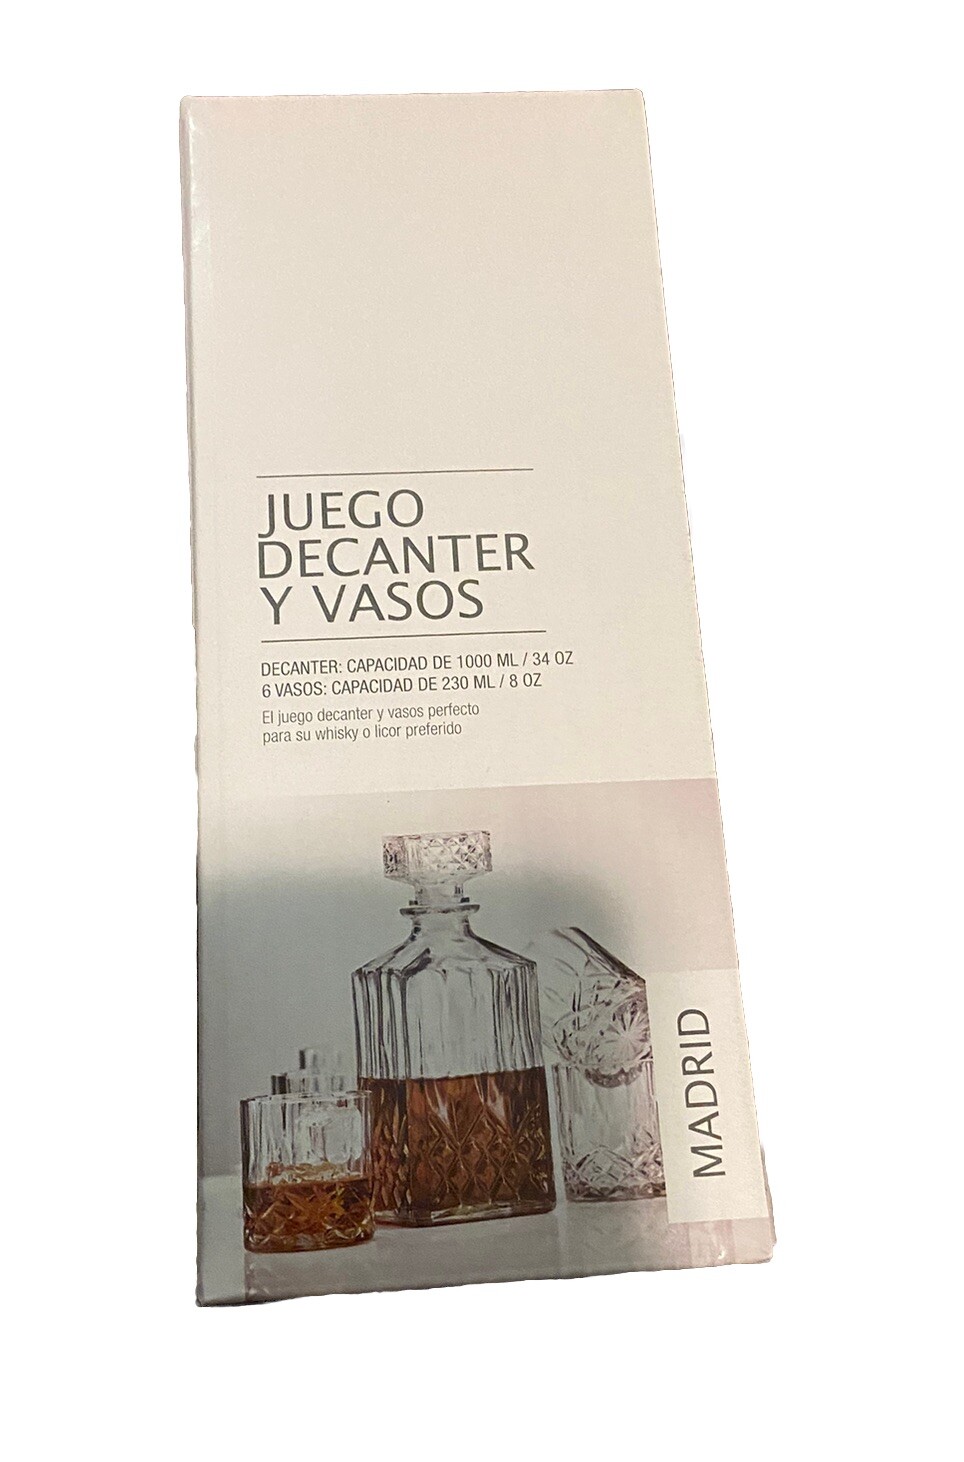 JUEGO
DECANTER
Y VASOS
DECANTER: CAPACIDAD DE 1000 ML / 34 OZ
6 VASOS: CAPACIDAD DE 230 ML / 8 OZ
El juego decanter y vasos perfecto
para su whisky o licor preferido
MADRID